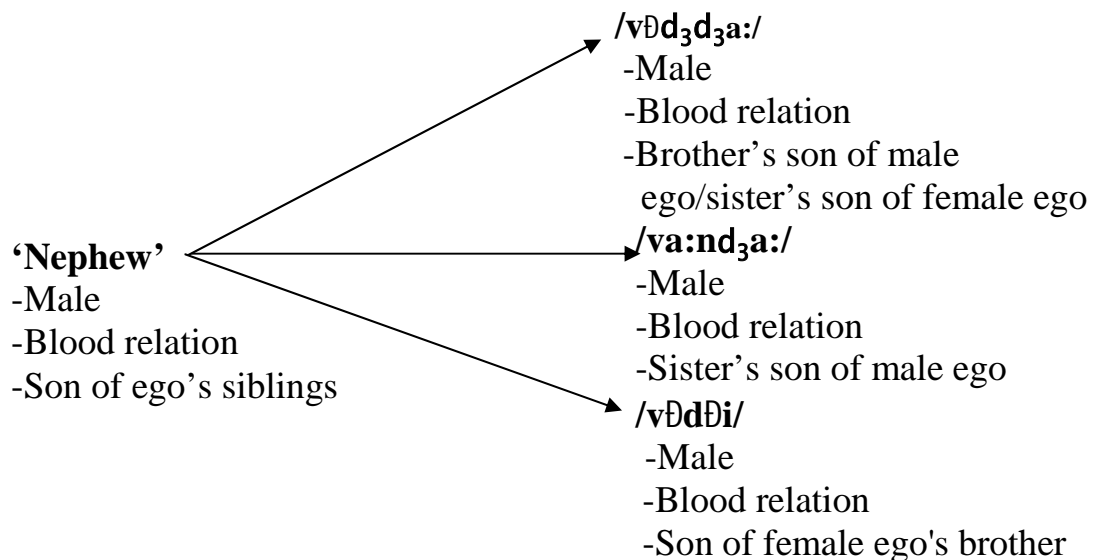 /vÐdʒdʒa:/
-Male
-Blood relation
-Brother’s son of male
ego/sister’s son of female ego
‘Nephew’
-Male
-Blood relation
-Son of ego’s siblings
/va:ndʒa:/
-Male
-Blood relation
-Sister’s son of male ego
/vÐdÐi/
-Male
-Blood relation
-Son of female ego's brother